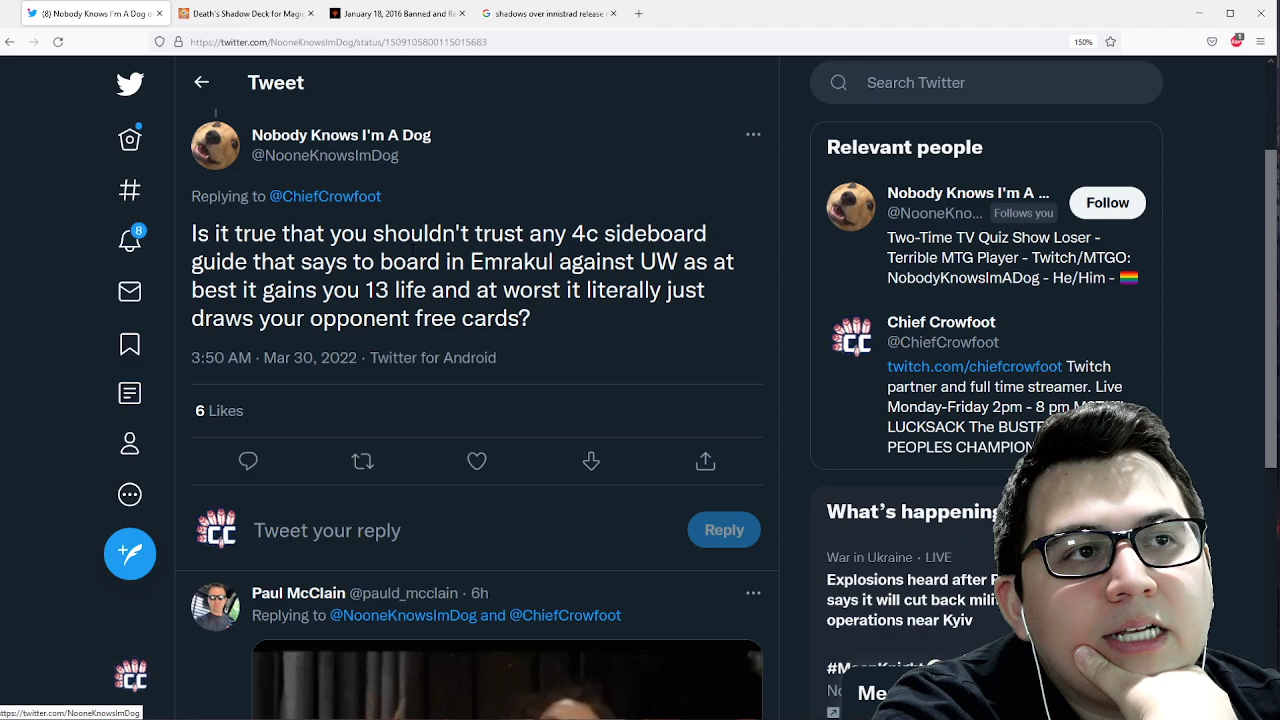 (8) Nobody Knows I'm A Dog o
Death's Shadow Deck for Magic
January 18, 2016 Banned and Re
shadows over innistrad release
https://twitter.com/NooneKnowsImDog/status/1509105800115015683
150%
1
Tweet
Search Twitter
Nobody Knows I'm A Dog
@NooneKnowsImDog
Replying to @ChiefCrowfoot
Is it true that you shouldn't trust any 4c sideboard
guide that says to board in Emrakul against UW as at
best it gains you 13 life and at worst it literally just
draws your opponent free cards?
3:50 AM · Mar 30, 2022 · Twitter for Android
6 Likes
8
CC
Tweet your reply
Reply
Paul McClain @pauld_mcclain · 6h
Replying to @NooneKnowsImDog and @ChiefCrowfoot
Relevant people
Nobody Knows I'm A ...
@NooneKno... Follows you
Follow
Two-Time TV Quiz Show Loser -
Terrible MTG Player - Twitch/MTGO:
NobodyKnowsImADog - He/Him -
CC
Chief Crowfoot
@ChiefCrowfoot
twitch.com/chiefcrowfoot Twitch
partner and full time streamer. Live
Monday-Friday 2pm - 8 pm
LUCKSACK The
PEOPLES CHAMPION
What's happening
War in Ukraine · LIVE
Explosions heard after
says it will cut back
operations near Kyiv
CC
https://twitter.com/NooneKnowsImDog